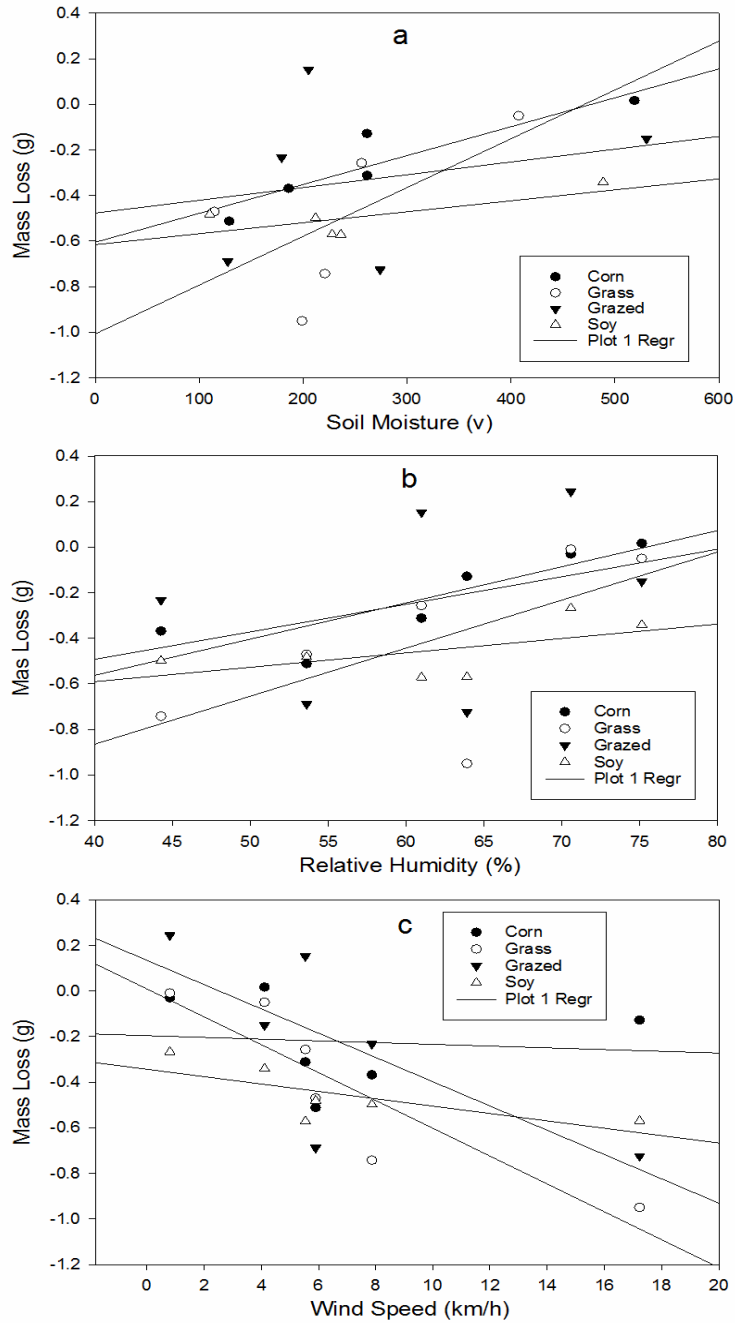 a
0.4
0.2
0.0
-0.2
-0.4
-0.6
-0.8
-1.0
-1.2
Mass Loss (g)
Corn
Grass
Grazed
Soy
Plot 1 Regr
0 100 200 300 400 500 600
Soil Moisture (v)
b
0.4
0.2
0.0
-0.2
-0.4
-0.6
-0.8
-1.0
-1.2
Mas Loss (g)
Corn
Grass
Grazed
Soy
Plot 1 Regr
40 45 50 55 60 65 70 75 80
Relative Humidity (%)
c
0.4
0.2
0.0
-0.2
-0.4
-0.6
-0.8
-1.0
-1.2
Mass Loss (g)
Corn
Grass
Grazed
Soy
Plot 1 Regr
0 2 4 6 8 10 12 14 16 18 20
Wind Speed (km/h)